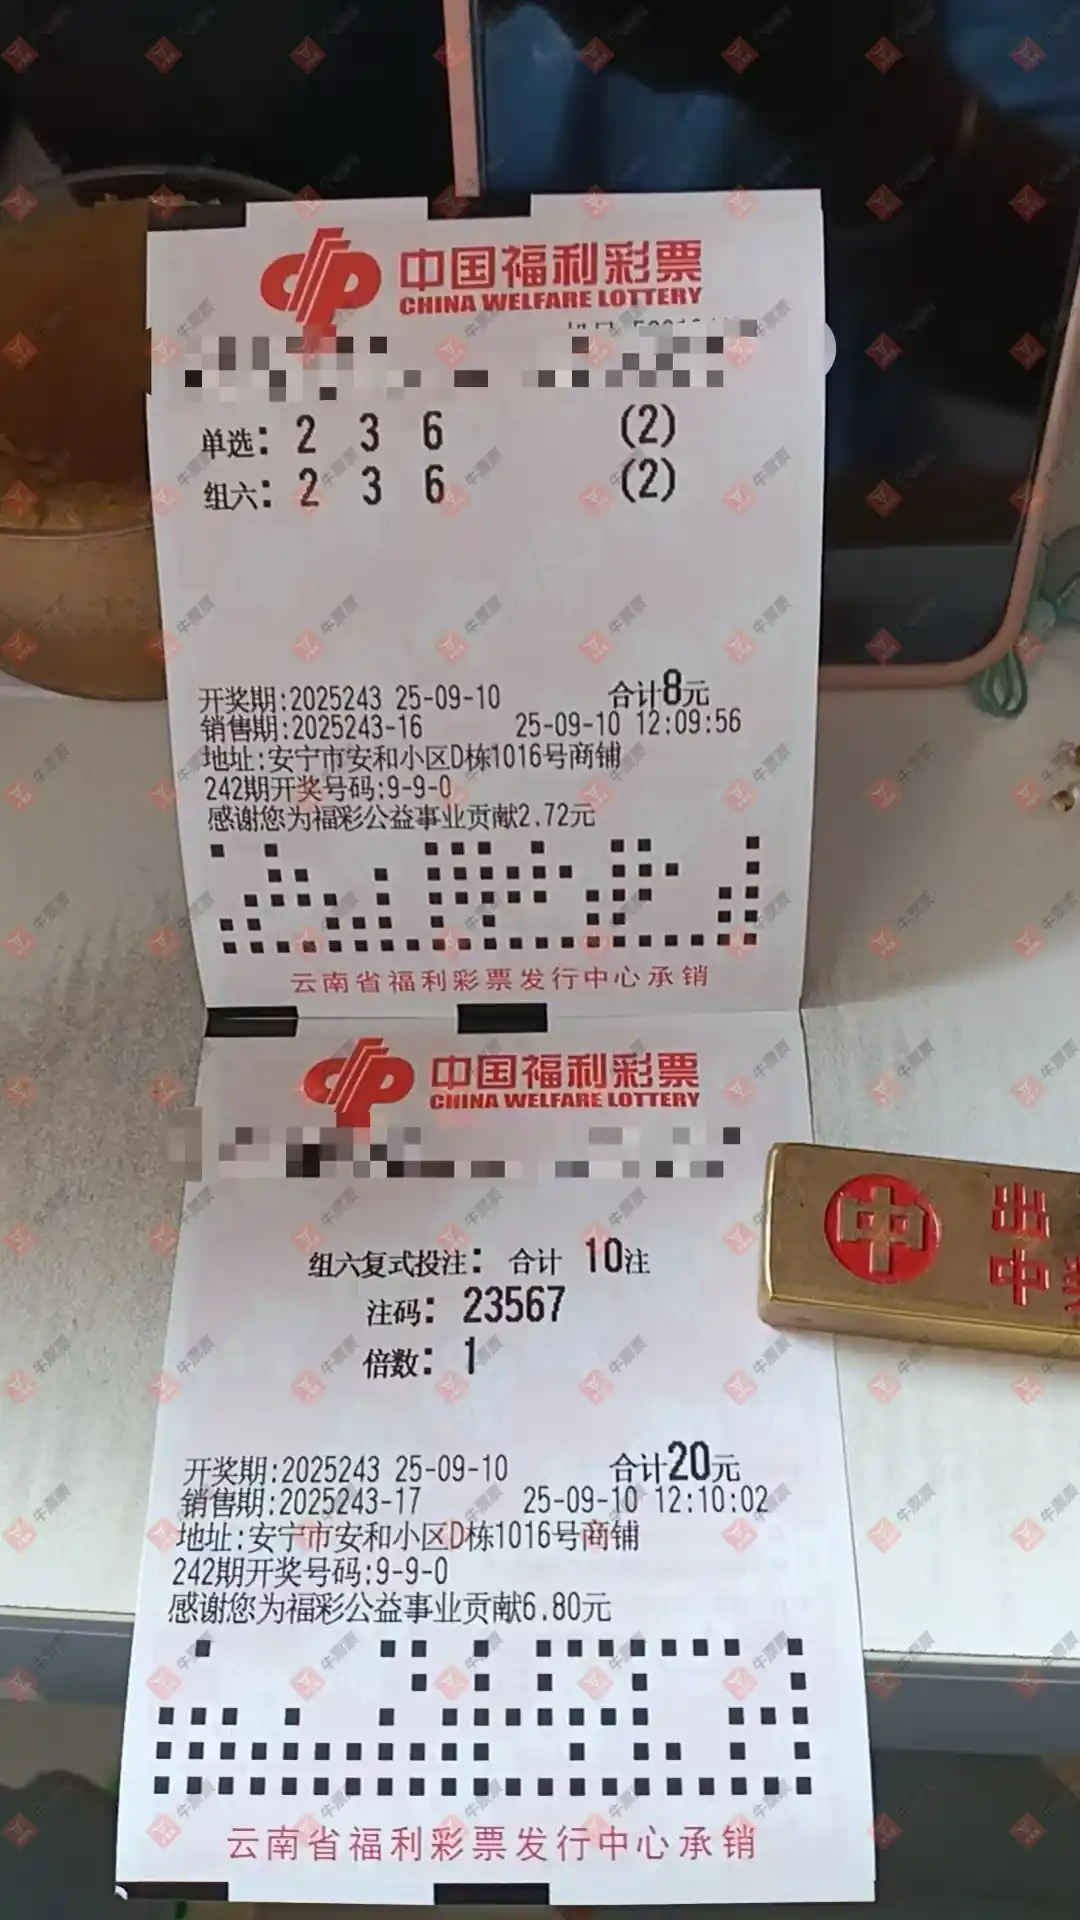 中国福利彩票
CHINA WELFARE LOTTERY
单选: 2 3 6 (2)
组六: 2 3 6 (2)
开奖期:2025243 25-09-10 合计8元
销售期:2025243-16 25-09-10 12:09:56
地址:安宁市安和小区D栋1016号商铺
242期开奖号码:9-9-0
感谢您为福彩公益事业贡献2.72元
云南省福利彩票发行中心承销
中国福利彩票
CHINA WELFARE LOTTERY
中 出
中
组六复式投注: 合计 10注
注码: 23567
倍数: 1
开奖期:2025243 25-09-10 合计20元
销售期:2025243-17 25-09-10 12:10:02
地址:安宁市安和小区D栋1016号商铺
242期开奖号码:9-9-0
感谢您为福彩公益事业贡献6.80元
云南省福利彩票发行中心承销
牛票票